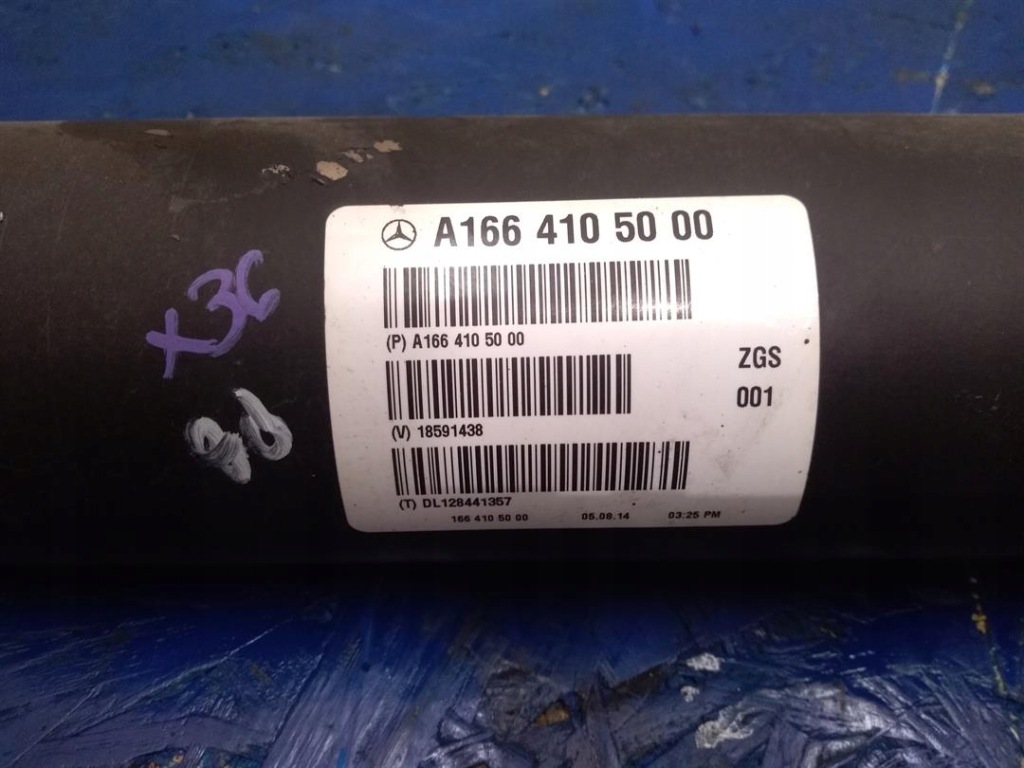 A166 410 50 00
(P) A166 410 50 00
ZGS
001
(V) 18591438
(T) DL128441357
166 410 50 00 05.08.14 03:25 PM
X36